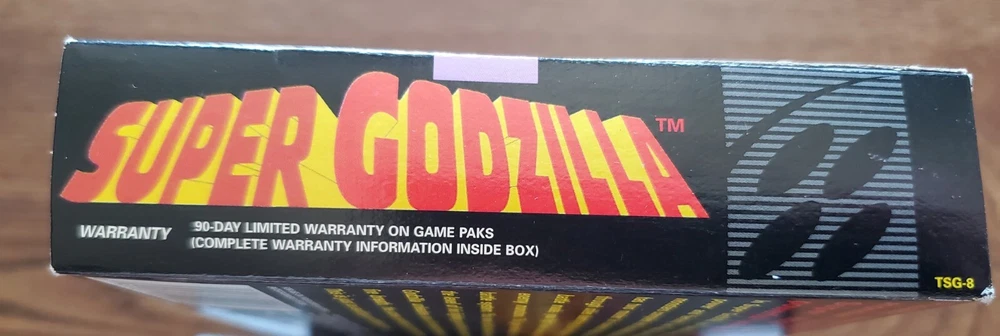 SUPER GODZILLA™
WARRANTY 90-DAY LIMITED WARRANTY ON GAME PAKS
(COMPLETE WARRANTY INFORMATION INSIDE BOX)
TSG-8